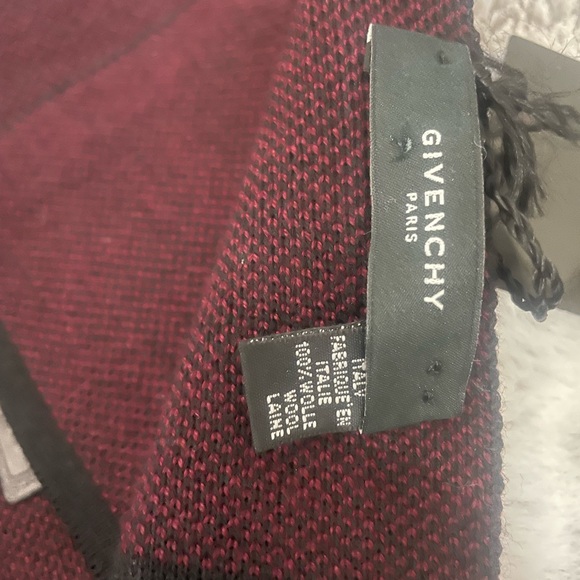 GIVENCHY
PARIS
ITALY
FABRIQUE EN
ITALIE
100% WOLLE
WOOL
LAINE